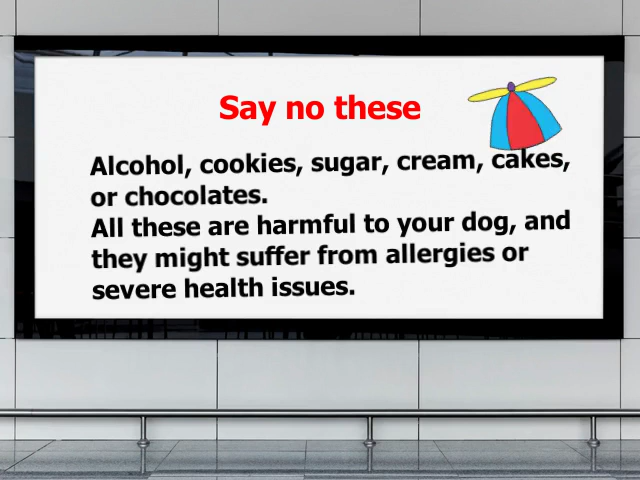 Say no these
Alcohol, cookies, sugar, cream, cakes,
or chocolates.
All these are harmful to your dog, and
they might suffer from allergies or
severe health issues.